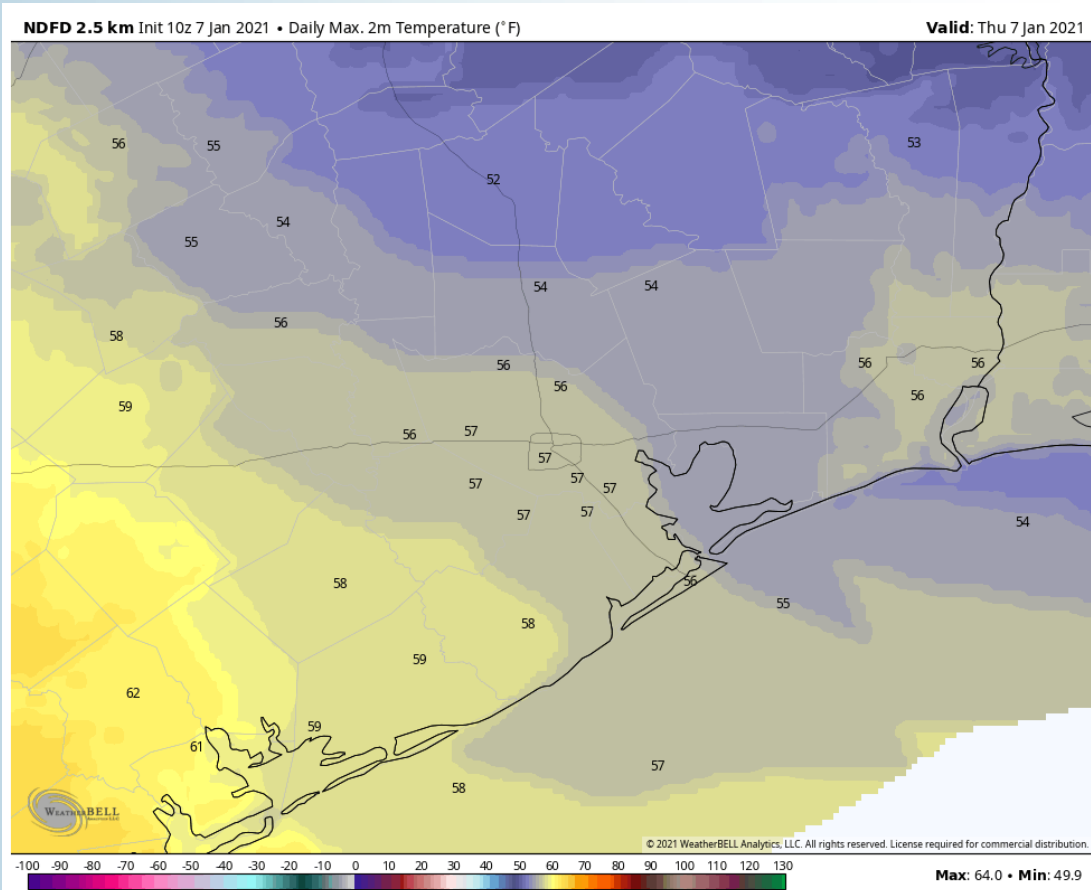 NDFD 2.5 km Init 10z 7 Jan 2021 • Daily Max. 2m Temperature (°F) Valid: Thu 7 Jan 2021
56 55 53
52
54
55
54 54
56
58
56 56 56
56 56
59
56 57
57
57 57 57
57 57
54
58 56
55
58
59
62
59
61
57
58
WEATHERBELL
© 2021 WeatherBELL Analytics, LLC. All rights reserved. License required for commercial distribution.
-100 -90 -80 -70 -60 -50 -40 -30 -20 -10 0 10 20 30 40 50 60 70 80 90 100 110 120 130
Max: 64.0 • Min: 49.9